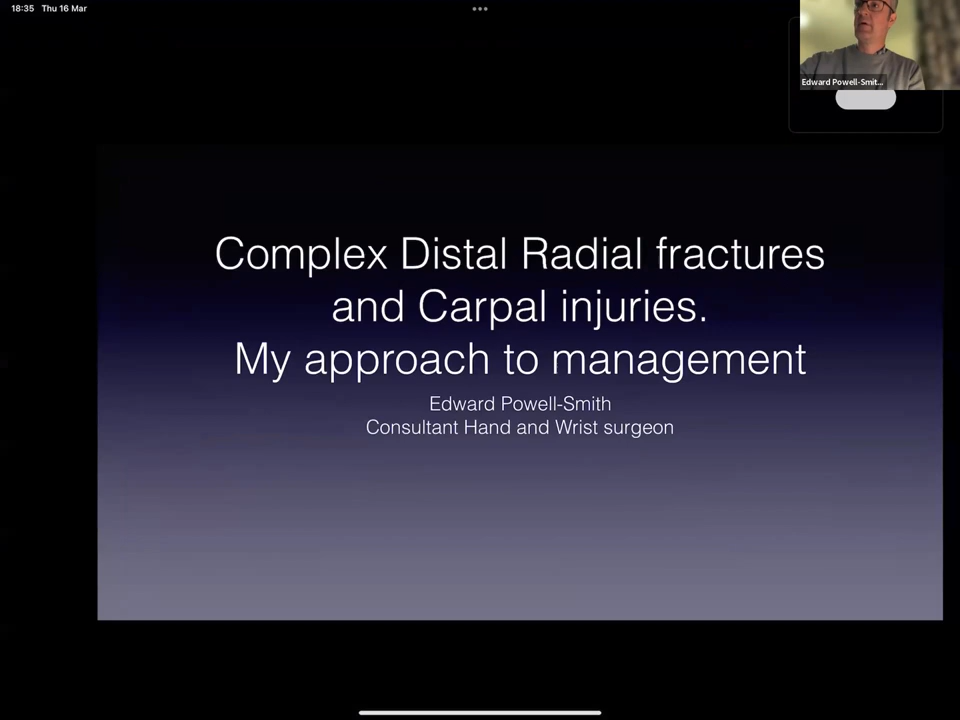 18:35 Thu 16 Mar
Edward Powell-Smit...
Complex Distal Radial fractures
and Carpal injuries.
My approach to management
Edward Powell-Smith
Consultant Hand and Wrist surgeon